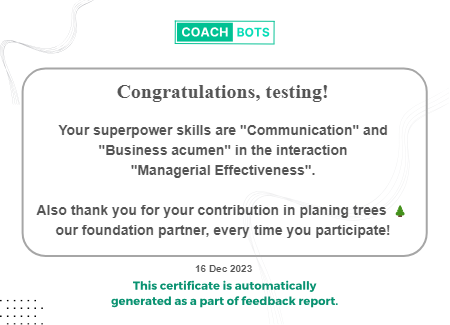 COACH BOTS
Congratulations, testing!
Your superpower skills are "Communication" and
"Business acumen" in the interaction
"Managerial Effectiveness".
Also thank you for your contribution in planing trees 🌲
our foundation partner, every time you participate!
16 Dec 2023
This certificate is automatically
generated as a part of feedback report.